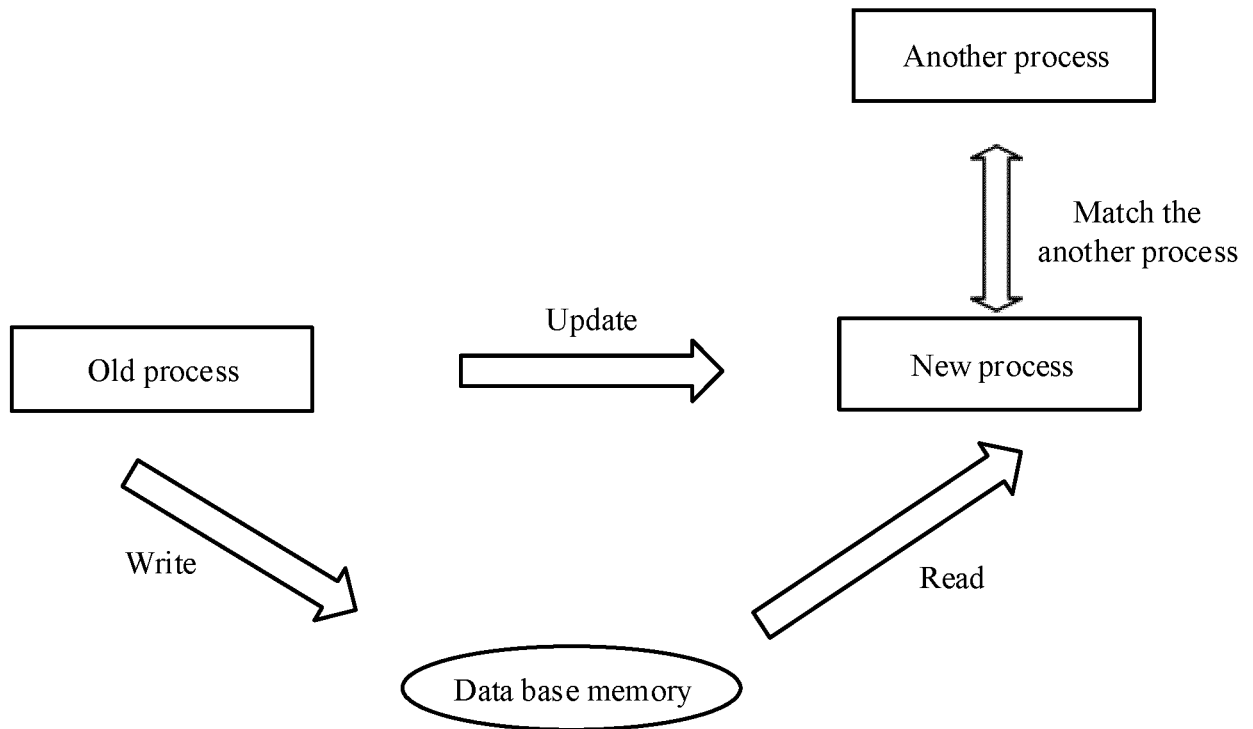 Another process
Match the
another process
Update
Old process
New process
Write
Read
Data base memory